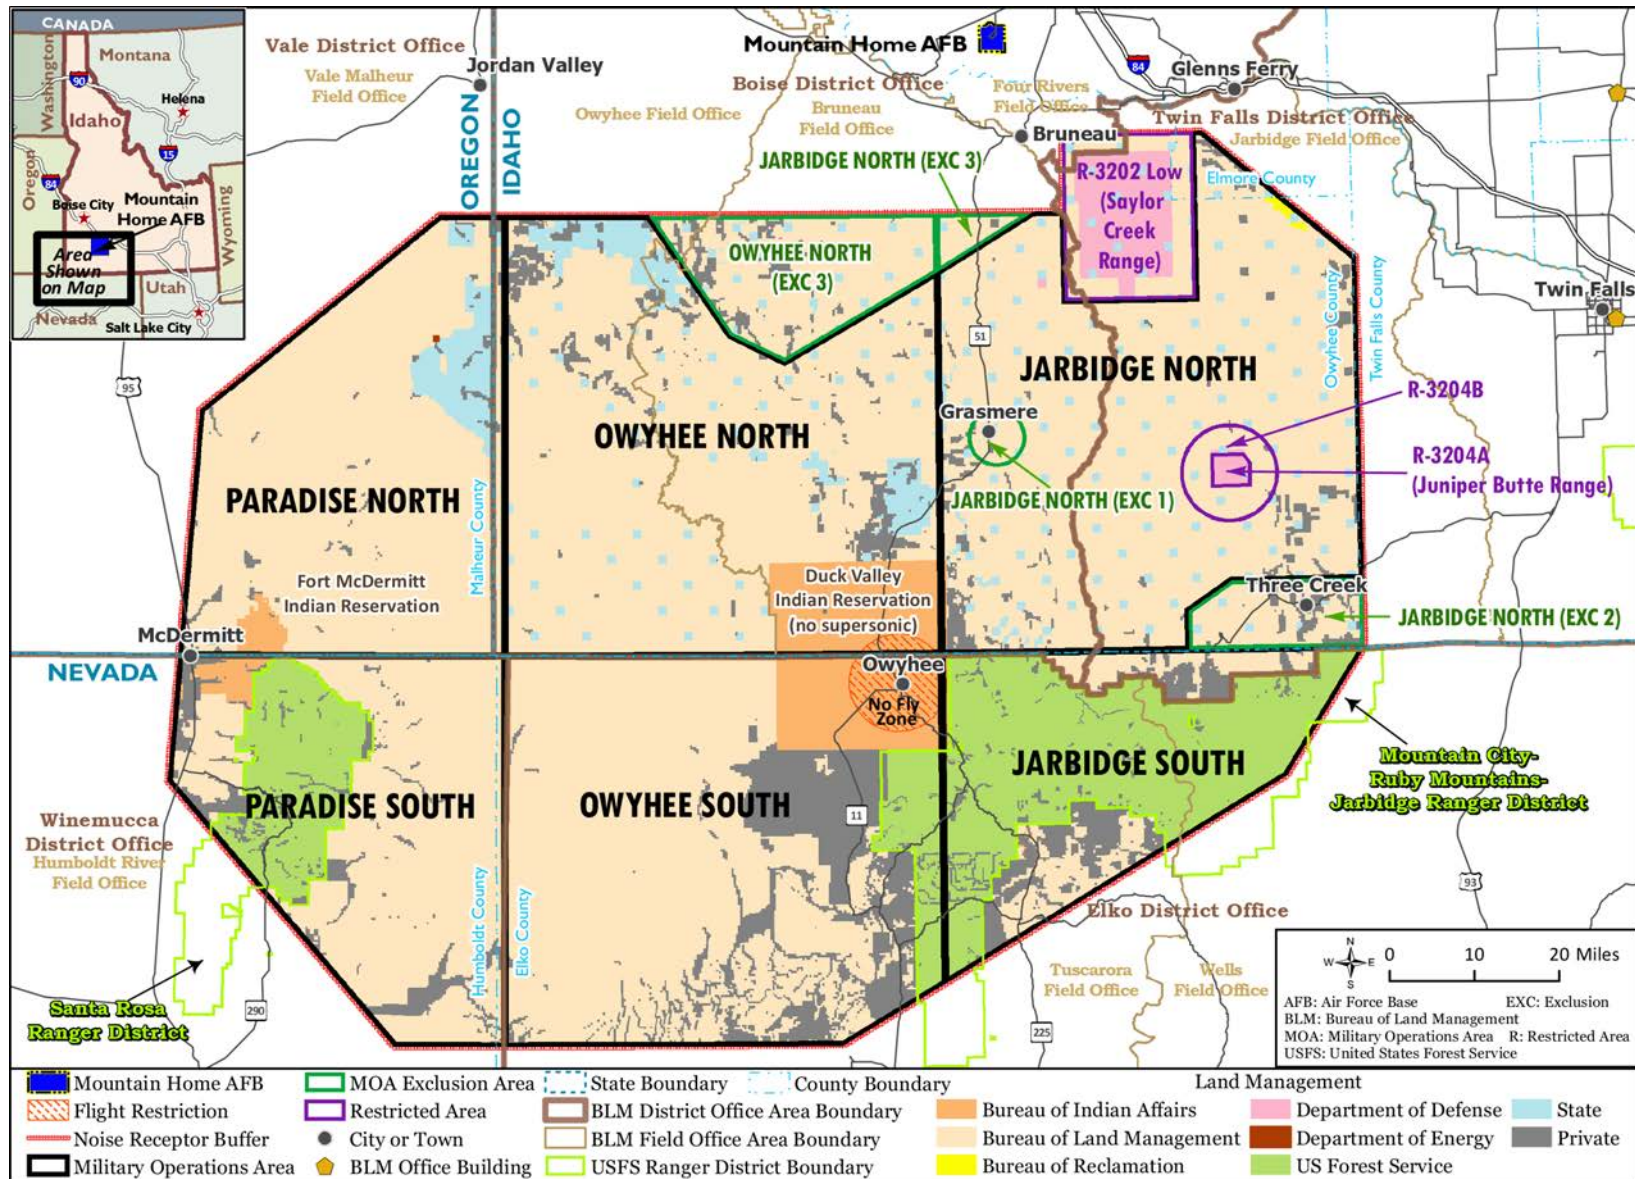 CANADA
Washington
Montana
90
Helena
Idaho
15
Oregon
84
Boise City
Mountain
Home AFB
Wyoming
Area
Shown
on Map
Utah
Nevada
Salt Lake City
Vale District Office
Vale Malheur
Field Office
Jordan Valley
OREGON
IDAHO
Owyhee Field Office
Mountain Home AFB
Boise District Office
Bruneau
Field Office
Four Rivers
Field Office
Bruneau
84
Glenns Ferry
Twin Falls District Office
Jarbidge Field Office
JARBIDGE NORTH (EXC 3)
R-3202 Low
(Saylor
Creek
Range)
Elmore County
OWYHEE NORTH
(EXC 3)
Owyhee County
Twin Falls County
Twin Falls
51
95
JARBIDGE NORTH
R-3204B
Grasmere
OWYHEE NORTH
R-3204A
(Juniper Butte Range)
PARADISE NORTH
JARBIDGE NORTH (EXC 1)
Malheur County
Fort McDermitt
Indian Reservation
Duck Valley
Indian Reservation
(no supersonic)
Three Creek
JARBIDGE NORTH (EXC 2)
McDermitt
NEVADA
Owyhee
No Fly
Zone
JARBIDGE SOUTH
Mountain City-
Ruby Mountains-
Jarbidge Ranger District
PARADISE SOUTH
OWYHEE SOUTH
11
Winemucca
District Office
Humboldt River
Field Office
93
Humboldt County
Elko County
Elko District Office
Tuscarora
Field Office
Wells
Field Office
Santa Rosa
Ranger District
290
225
N
W E
S
0 10 20 Miles
AFB: Air Force Base EXC: Exclusion
BLM: Bureau of Land Management
MOA: Military Operations Area R: Restricted Area
USFS: United States Forest Service
Mountain Home AFB
Flight Restriction
Noise Receptor Buffer
Military Operations Area
MOA Exclusion Area
Restricted Area
City or Town
BLM Office Building
State Boundary
County Boundary
BLM District Office Area Boundary
BLM Field Office Area Boundary
USFS Ranger District Boundary
Land Management
Bureau of Indian Affairs
Bureau of Land Management
Bureau of Reclamation
Department of Defense
Department of Energy
US Forest Service
State
Private